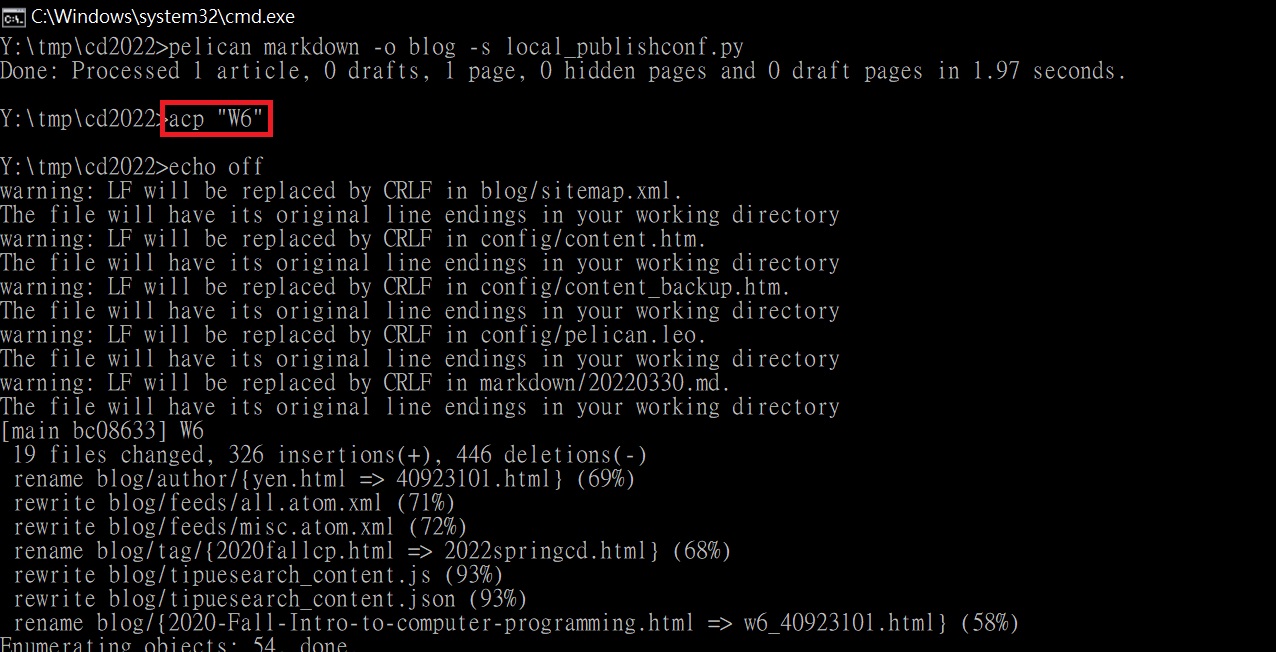 C:\Windows\system32\cmd.exe
Y:\tmp\cd2022>pelican markdown -o blog -s local_publishconf.py
Done: Processed 1 article, 0 drafts, 1 page, 0 hidden pages and 0 draft pages in 1.97 seconds.
Y:\tmp\cd2022>acp "W6"
Y:\tmp\cd2022>echo off
warning: LF will be replaced by CRLF in blog/sitemap.xml.
The file will have its original line endings in your working directory
warning: LF will be replaced by CRLF in config/content.htm.
The file will have its original line endings in your working directory
warning: LF will be replaced by CRLF in config/content_backup.htm.
The file will have its original line endings in your working directory
warning: LF will be replaced by CRLF in config/pelican.leo.
The file will have its original line endings in your working directory
warning: LF will be replaced by CRLF in markdown/20220330.md.
The file will have its original line endings in your working directory
[main bc08633] W6
19 files changed, 326 insertions(+), 446 deletions(-)
rename blog/author/{yen.html => 40923101.html} (69%)
rewrite blog/feeds/all.atom.xml (71%)
rewrite blog/feeds/misc.atom.xml (72%)
rename blog/tag/{2020fallcp.html => 2022springcd.html} (68%)
rewrite blog/tipuesearch_content.js (93%)
rewrite blog/tipuesearch_content.json (93%)
rename blog/{2020-Fall-Intro-to-computer-programming.html => w6_40923101.html} (58%)
Enumerating objects: 54, done